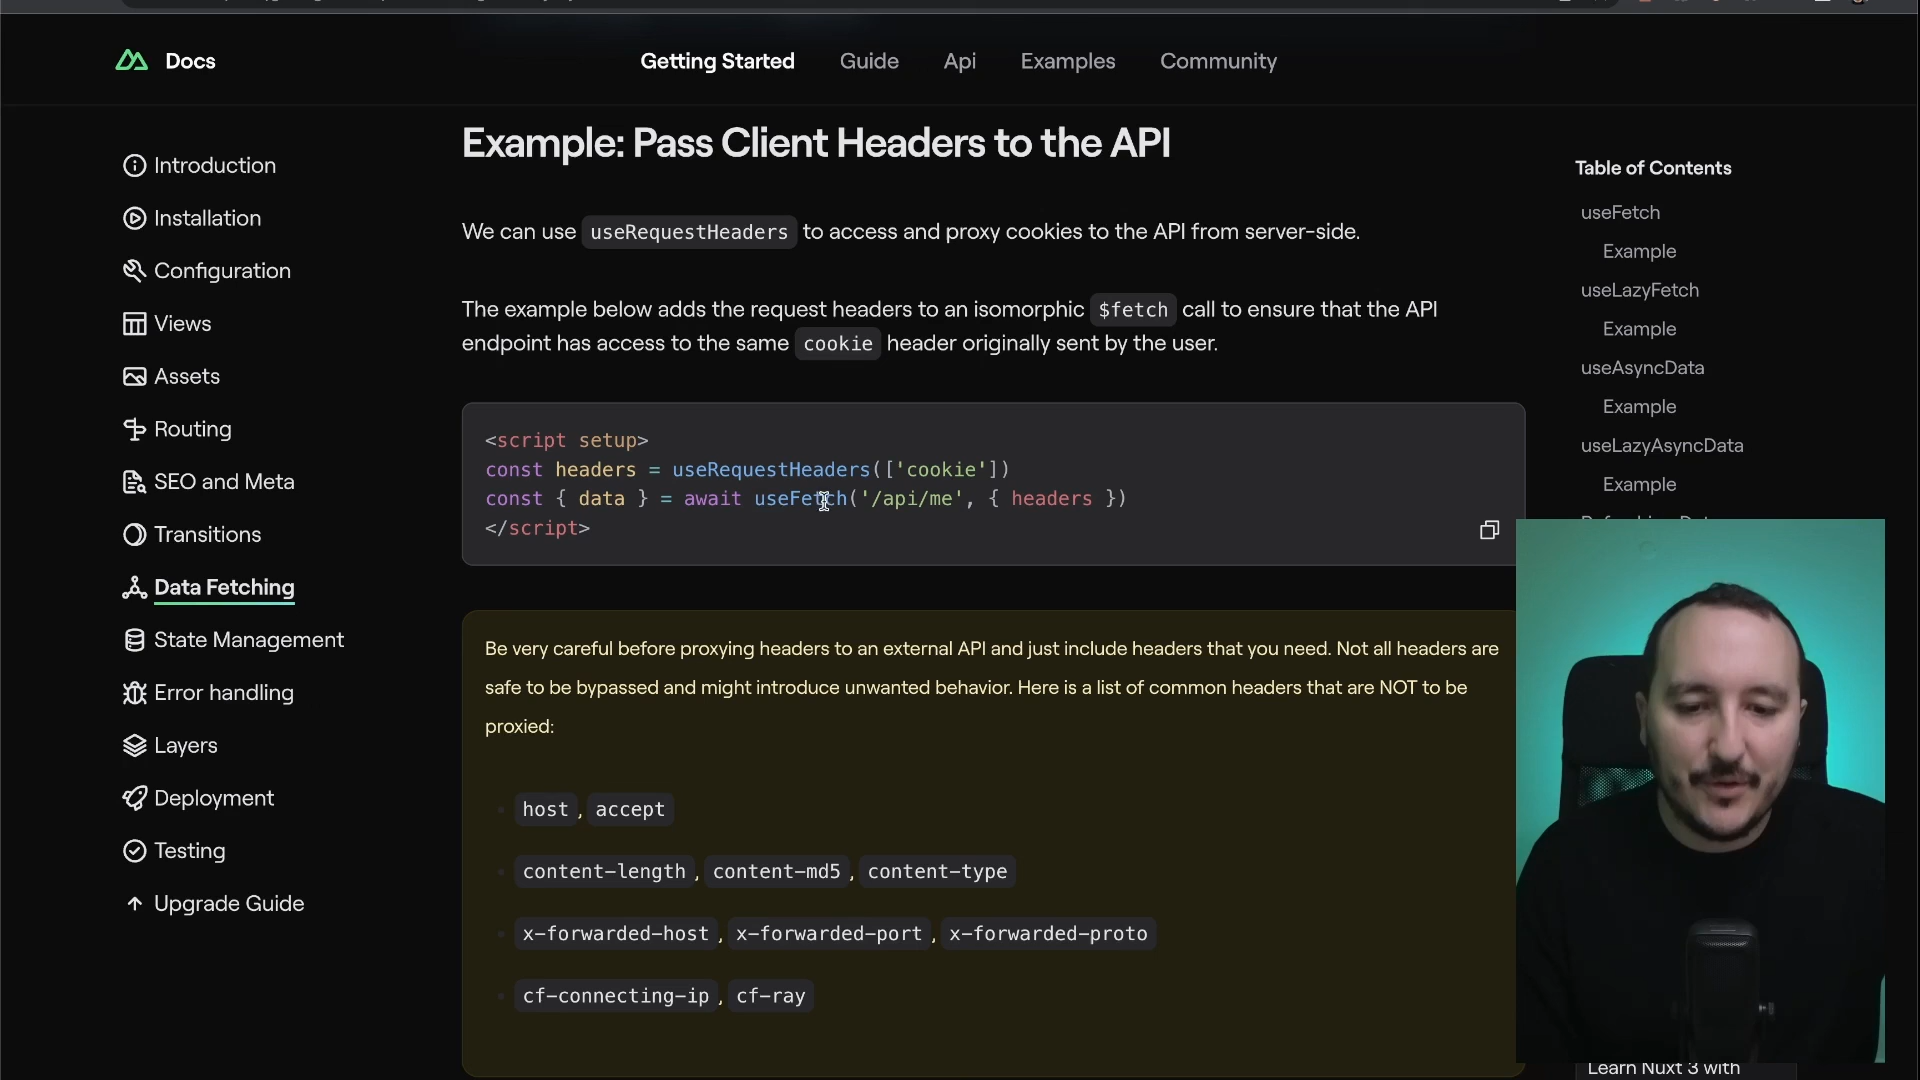 Docs
Getting Started
Guide
Api
Examples
Community
Introduction
Installation
Configuration
Views
Assets
Routing
SEO and Meta
Transitions
Data Fetching
State Management
Error handling
Layers
Deployment
Testing
Upgrade Guide
Example: Pass Client Headers to the API
We can use useRequestHeaders to access and proxy cookies to the API from server-side.
The example below adds the request headers to an isomorphic $fetch call to ensure that the API
endpoint has access to the same cookie header originally sent by the user.
<script setup>
const headers = useRequestHeaders(['cookie'])
const { data } = await useFetch('/api/me', { headers })
</script>
Be very careful before proxying headers to an external API and just include headers that you need. Not all headers are
safe to be bypassed and might introduce unwanted behavior. Here is a list of common headers that are NOT to be
proxied:
host, accept
content-length, content-md5, content-type
x-forwarded-host, x-forwarded-port, x-forwarded-proto
cf-connecting-ip, cf-ray
Table of Contents
useFetch
Example
useLazyFetch
Example
useAsyncData
Example
useLazyAsyncData
Example
Learn Nuxt 3 with